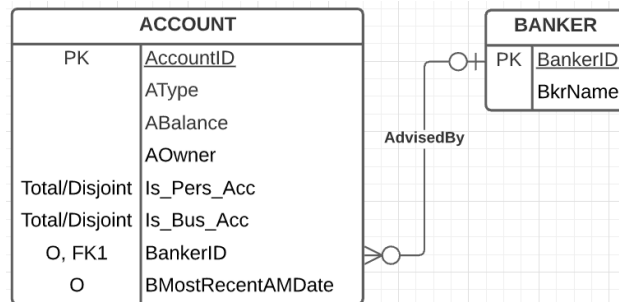 ACCOUNT
PK AccountID
AType
ABalance
AOwner
Total/Disjoint Is_Pers_Acc
Total/Disjoint Is_Bus_Acc
O, FK1 BankerID
O BMostRecentAMDate
AdvisedBy
BANKER
PK BankerID
BkrName